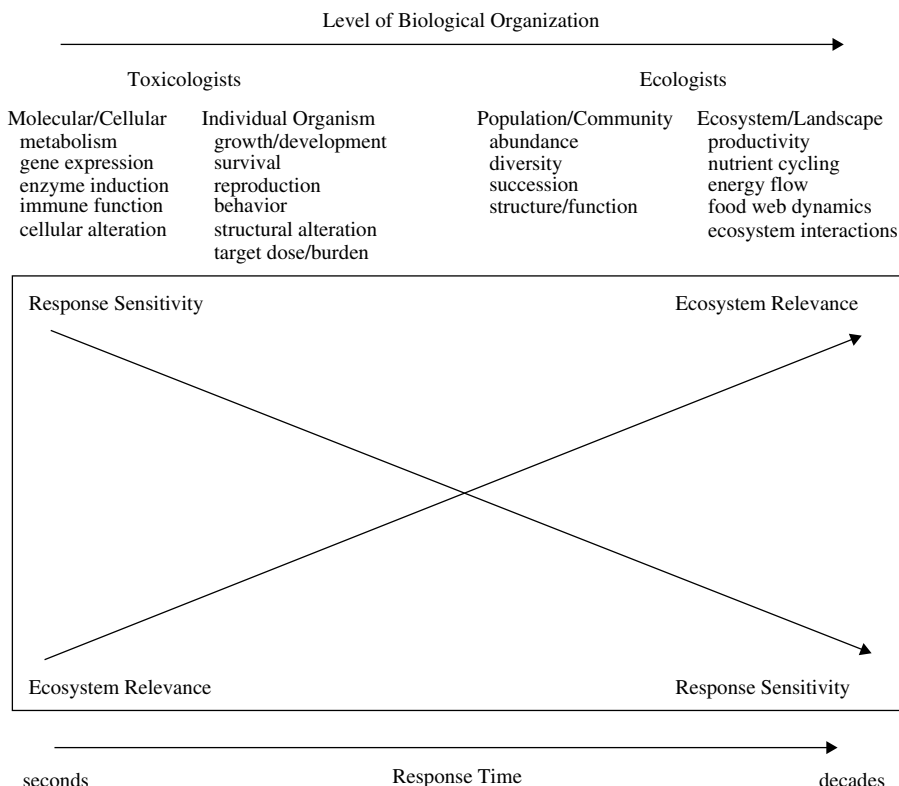 Level of Biological Organization
Toxicologists Ecologists
Molecular/Cellular Individual Organism Population/Community Ecosystem/Landscape
metabolism growth/development abundance productivity
gene expression survival diversity nutrient cycling
enzyme induction reproduction succession energy flow
immune function behavior structure/function food web dynamics
cellular alteration structural alteration ecosystem interactions
target dose/burden
Response Sensitivity Ecosystem Relevance
Ecosystem Relevance Response Sensitivity
seconds Response Time decades